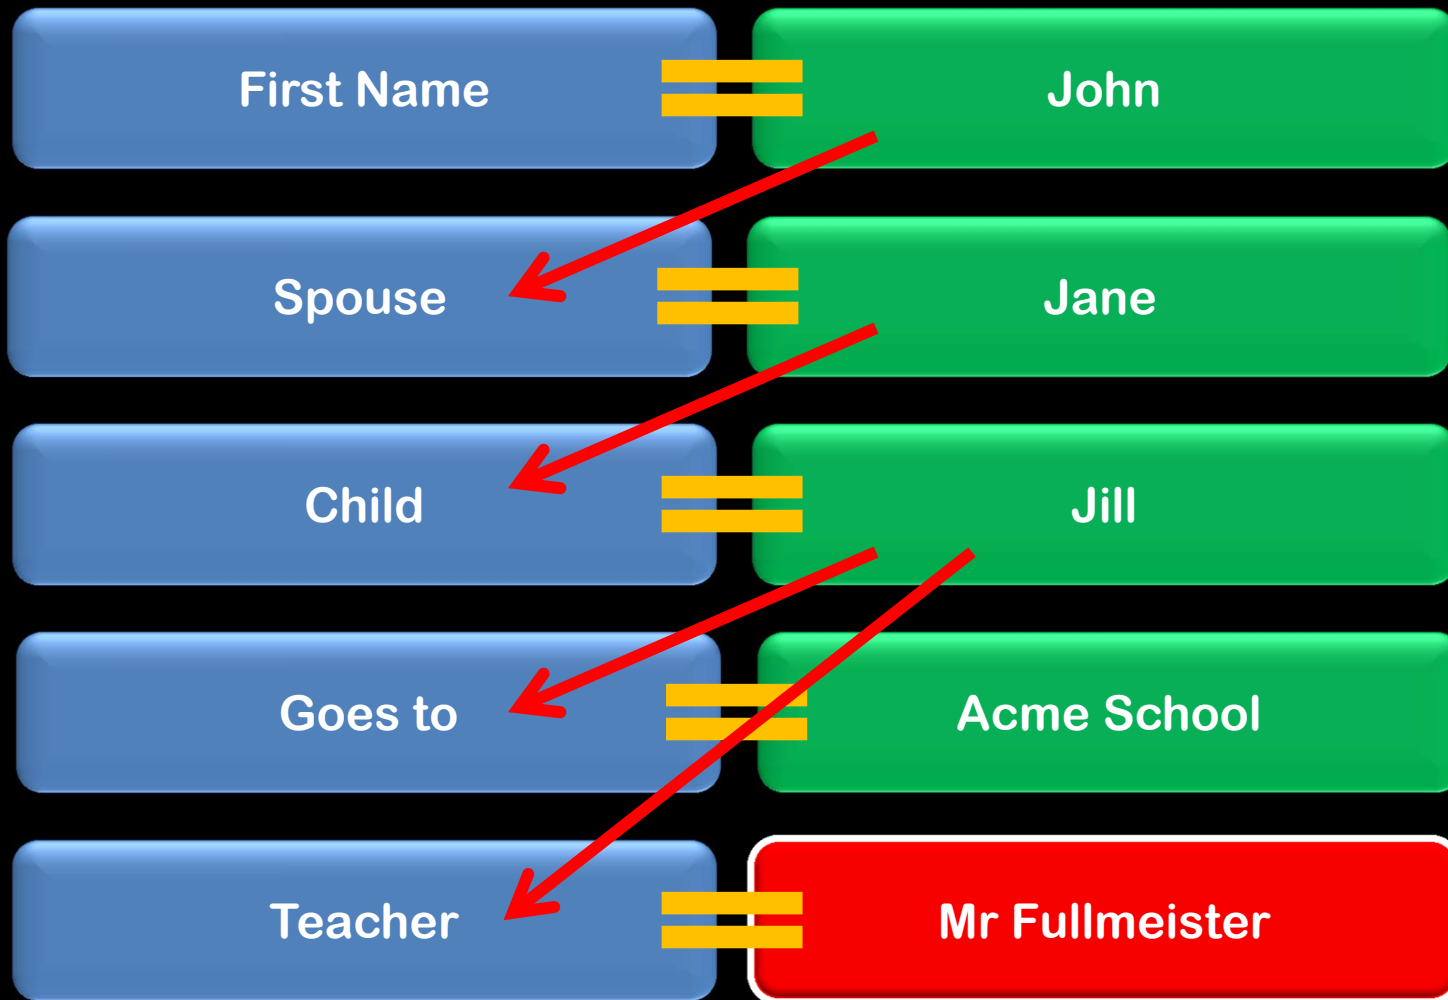 First Name
John
Spouse
Jane
Child
Jill
Goes to
Acme School
Teacher
Mr Fullmeister